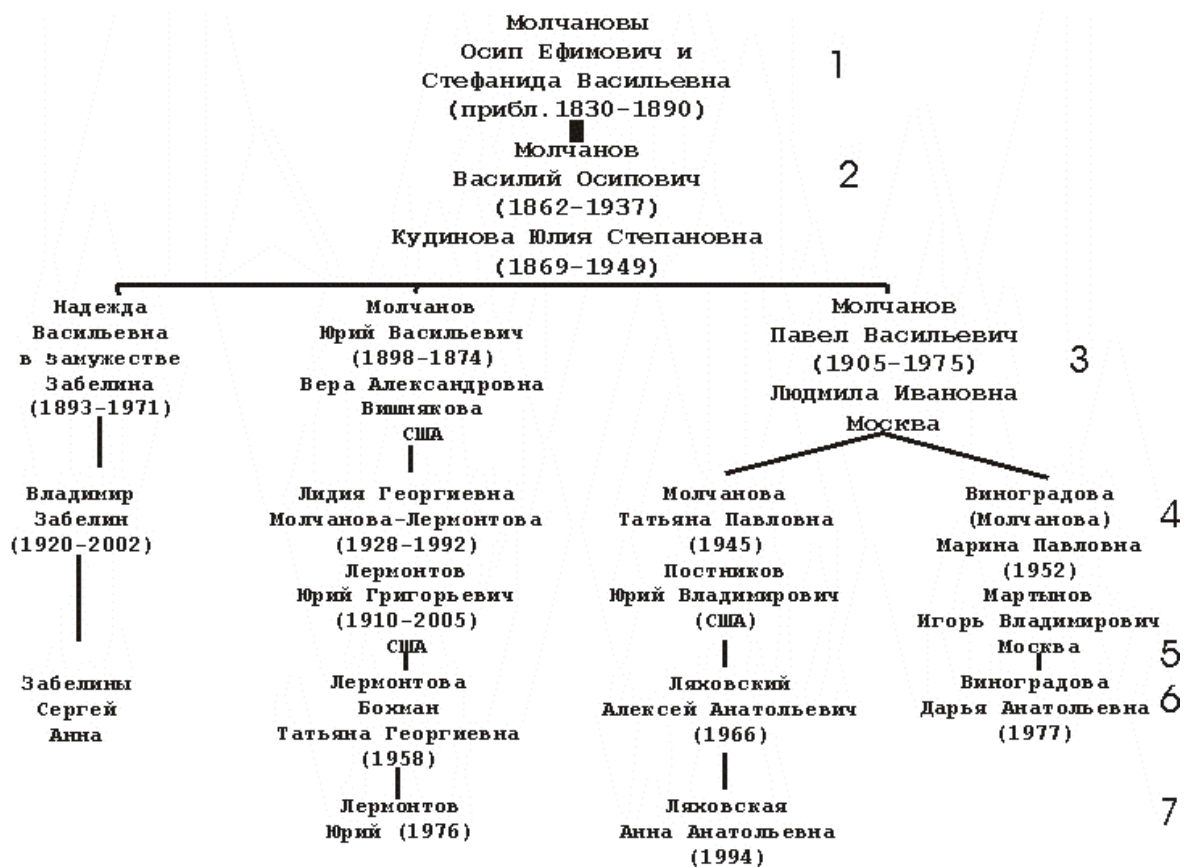 Молчановы
Осип Ефимович и
Стефанида Васильевна
(прибл.1830-1890)
1
Молчанов
Василий Осипович
(1862-1937)
2
Кудинова Юлия Степановна
(1869-1949)
Надежда
Васильевна
в замужестве
Забелина
(1893-1971)
Молчанов
Юрий Васильевич
(1898-1874)
Вера Александровна
Вишнякова
США
Молчанов
Павел Васильевич
(1905-1975)
Людмила Ивановна
Москва
3
Владимир
Забелин
(1920-2002)
Лидия Георгиевна
Молчанова-Лермонтова
(1928-1992)
Лермонтов
Юрий Григорьевич
(1910-2005)
США
Молчанова
Татьяна Павловна
(1945)
Постников
Юрий Владимирович
(США)
Виноградова
(Молчанова)
Марина Павловна
(1952)
Мартынов
Игорь Владимирович
Москва
4
5
Забелины
Сергей
Анна
Лермонтова
Бохман
Татьяна Георгиевна
(1958)
Ляховский
Алексей Анатольевич
(1966)
Виноградова
Дарья Анатольевна
(1977)
6
Лермонтов
Юрий (1976)
Ляховская
Анна Анатольевна
(1994)
7